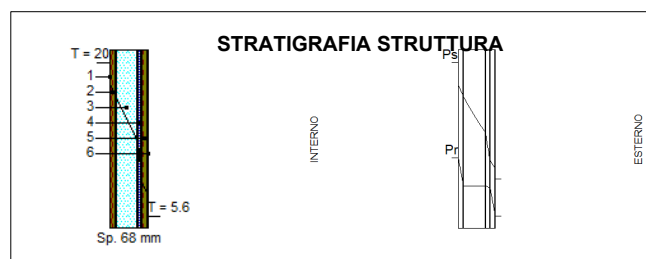 STRATIGRAFIA STRUTTURA
T = 20
1
2
3
4
5
6
T = 5.6
Sp. 68 mm
INTERNO
Ps
Pr
ESTERNO